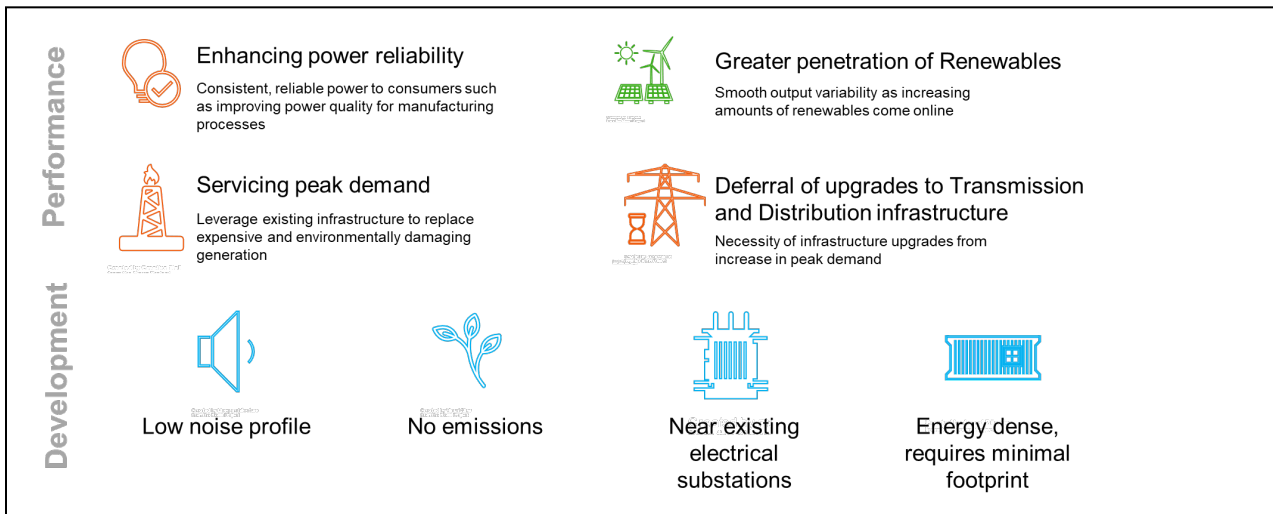 Performance
Enhancing power reliability
Consistent, reliable power to consumers such
as improving power quality for manufacturing
processes
Greater penetration of Renewables
Smooth output variability as increasing
amounts of renewables come online
Servicing peak demand
Leverage existing infrastructure to replace
expensive and environmentally damaging
generation
Deferral of upgrades to Transmission
and Distribution infrastructure
Necessity of infrastructure upgrades from
increase in peak demand
Development
Low noise profile
No emissions
Near existing
electrical
substations
Energy dense,
requires minimal
footprint